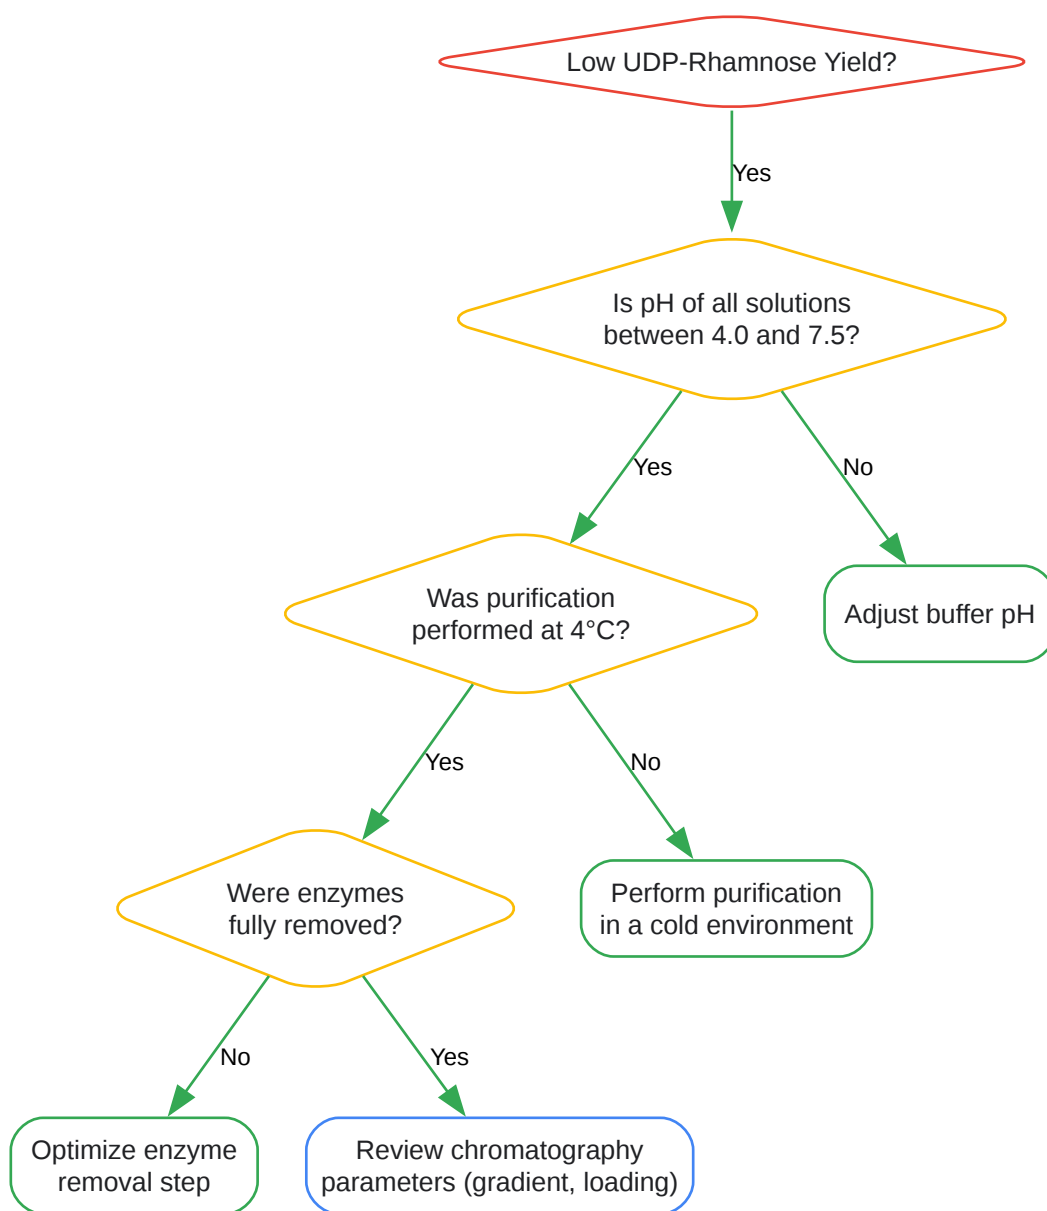 Low UDP-Rhamnose Yield?
Yes
Is pH of all solutions
between 4.0 and 7.5?
Yes
No
Was purification
performed at 4°C?
Adjust buffer pH
Yes
No
Were enzymes
fully removed?
Perform purification
in a cold environment
No
Yes
Optimize enzyme
removal step
Review chromatography
parameters (gradient, loading)